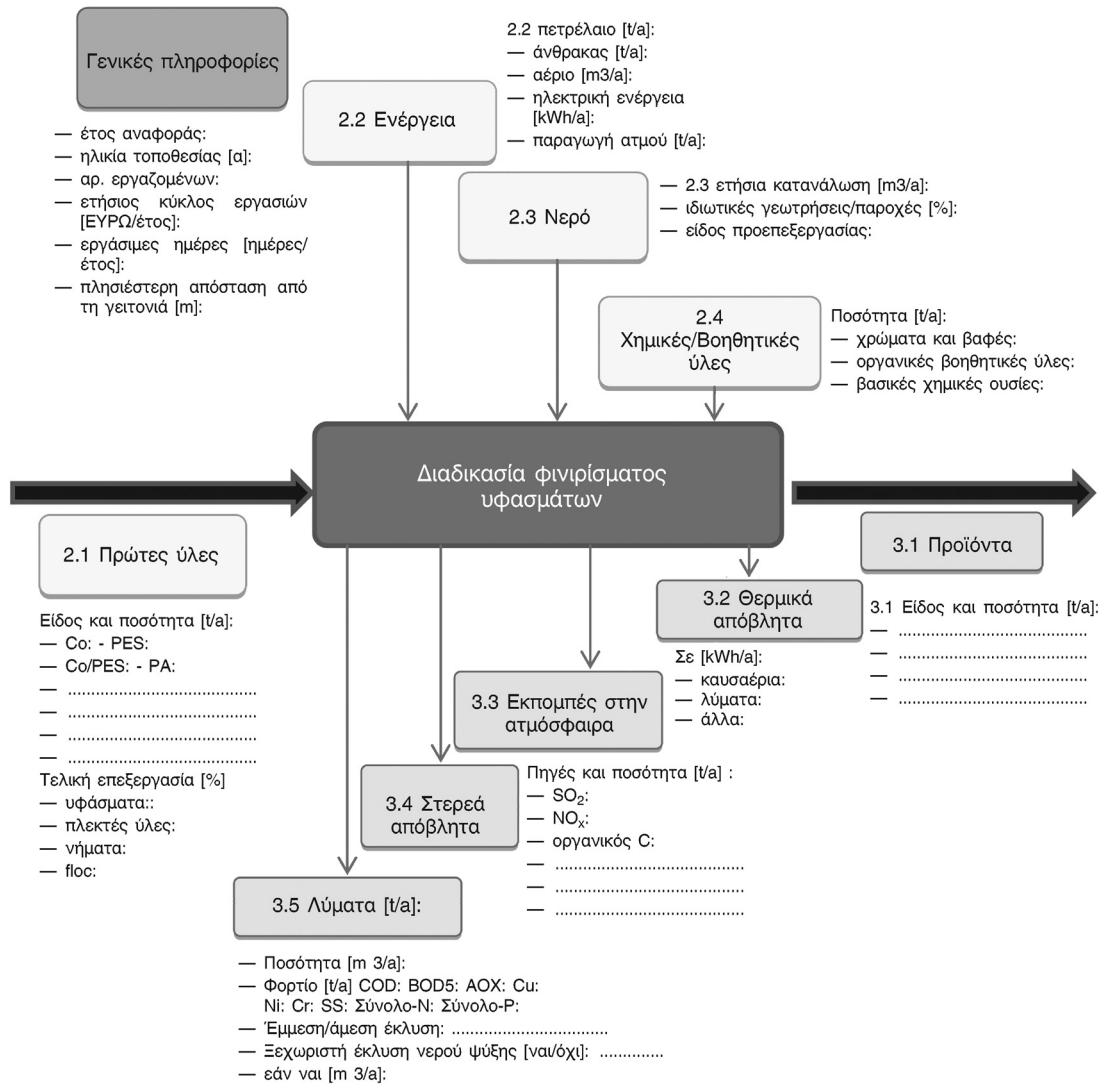 Γενικές πληροφορίες
— έτος αναφοράς:
— ηλικία τοποθεσίας [α]:
— αρ. εργαζομένων:
— ετήσιος κύκλος εργασιών
[ΕΥΡΩ/έτος]:
— εργάσιμες ημέρες [ημέρες/
έτος]:
— πλησιέστερη απόσταση από
τη γειτονιά [m]:
2.2 Ενέργεια
2.2 πετρέλαιο [t/a]:
— άνθρακας [t/a]:
— αέριο [m3/a]:
— ηλεκτρική ενέργεια
[kWh/a]:
— παραγωγή ατμού [t/a]:
2.3 Νερό
— 2.3 ετήσια κατανάλωση [m3/a]:
— ιδιωτικές γεωτρήσεις/παροχές [%]:
— είδος προεπεξεργασίας:
2.4
Χημικές/Βοηθητικές
ύλες
Ποσότητα [t/a]:
— χρώματα και βαφές:
— οργανικές βοηθητικές ύλες:
— βασικές χημικές ουσίες:
Διαδικασία φινιρίσματος
υφασμάτων
2.1 Πρώτες ύλες
Είδος και ποσότητα [t/a]:
— Co: - PES:
— Co/PES: - PA:
— ........................................
— ........................................
— ........................................
— ........................................
Τελική επεξεργασία [%]
— υφάσματα::
— πλεκτές ύλες:
— νήματα:
— floc:
3.1 Προϊόντα
3.1 Είδος και ποσότητα [t/a]:
— ........................................
— ........................................
— ........................................
— ........................................
3.2 Θερμικά
απόβλητα
Σε [kWh/a]:
— καυσαέρια:
— λύματα:
— άλλα:
3.3 Εκπομπές στην
ατμόσφαιρα
Πηγές και ποσότητα [t/a] :
— SO₂:
— NOₓ:
— οργανικός C:
— ........................................
— ........................................
— ........................................
3.4 Στερεά
απόβλητα
3.5 Λύματα [t/a]:
— Ποσότητα [m 3/a]:
— Φορτίο [t/a] COD: BOD5: AOX: Cu:
Ni: Cr: SS: Σύνολο-N: Σύνολο-P:
— Έμμεση/άμεση έκλυση: .................................
— Ξεχωριστή έκλυση νερού ψύξης [ναι/όχι]: ..............
— εάν ναι [m 3/a]: